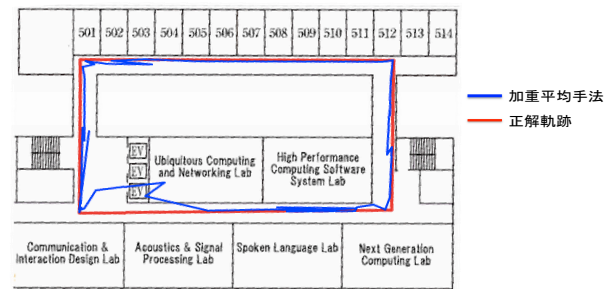 501 502 503 504 505 506 507 508 509 510 511 512 513 514
加重平均手法
正解軌跡
EV
EV
EV
Ubiquitous Computing
and Networking Lab
High Performance
Computing Software
System Lab
Communication &
Interaction Design Lab
Acoustics & Signal
Processing Lab
Spoken Language Lab
Next Generation
Computing Lab